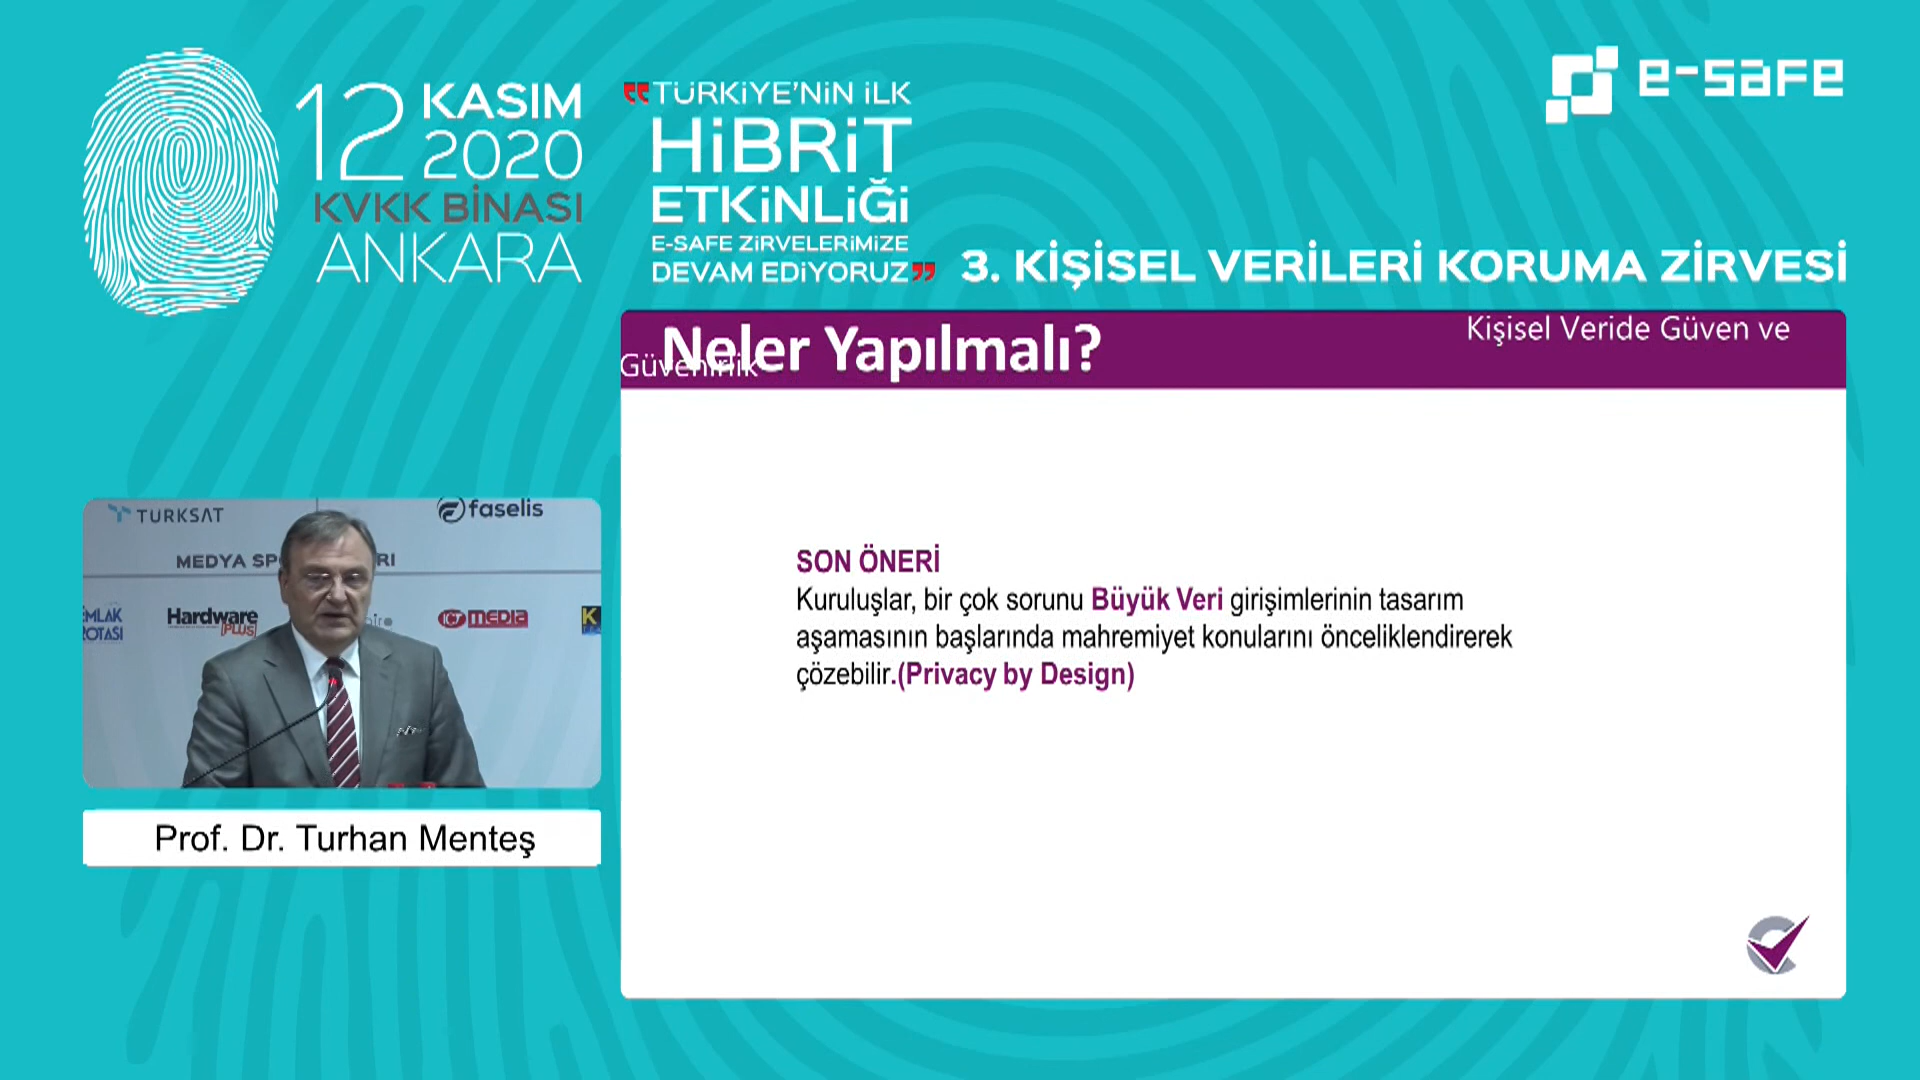 12 KASIM
2020
KVKK BİNASI
ANKARA
TÜRKİYE'NİN İLK
HİBRİT
ETKİNLİĞİ
E-SAFE ZİRVELERİMİZE
DEVAM EDİYORUZ
e-safe
3. KİŞİSEL VERİLERİ KORUMA ZİRVESİ
Neler Yapılmalı?
Kişisel Veride Güven ve
Güvenirlik
SON ÖNERİ
Kuruluşlar, bir çok sorunu Büyük Veri girişimlerinin tasarım
aşamasının başlarında mahremiyet konularını önceliklendirerek
çözebilir.(Privacy by Design)
TURKSAT
faselis
MEDYA
Hardware
PLUS
ICT MEDIA
Prof. Dr. Turhan Menteş